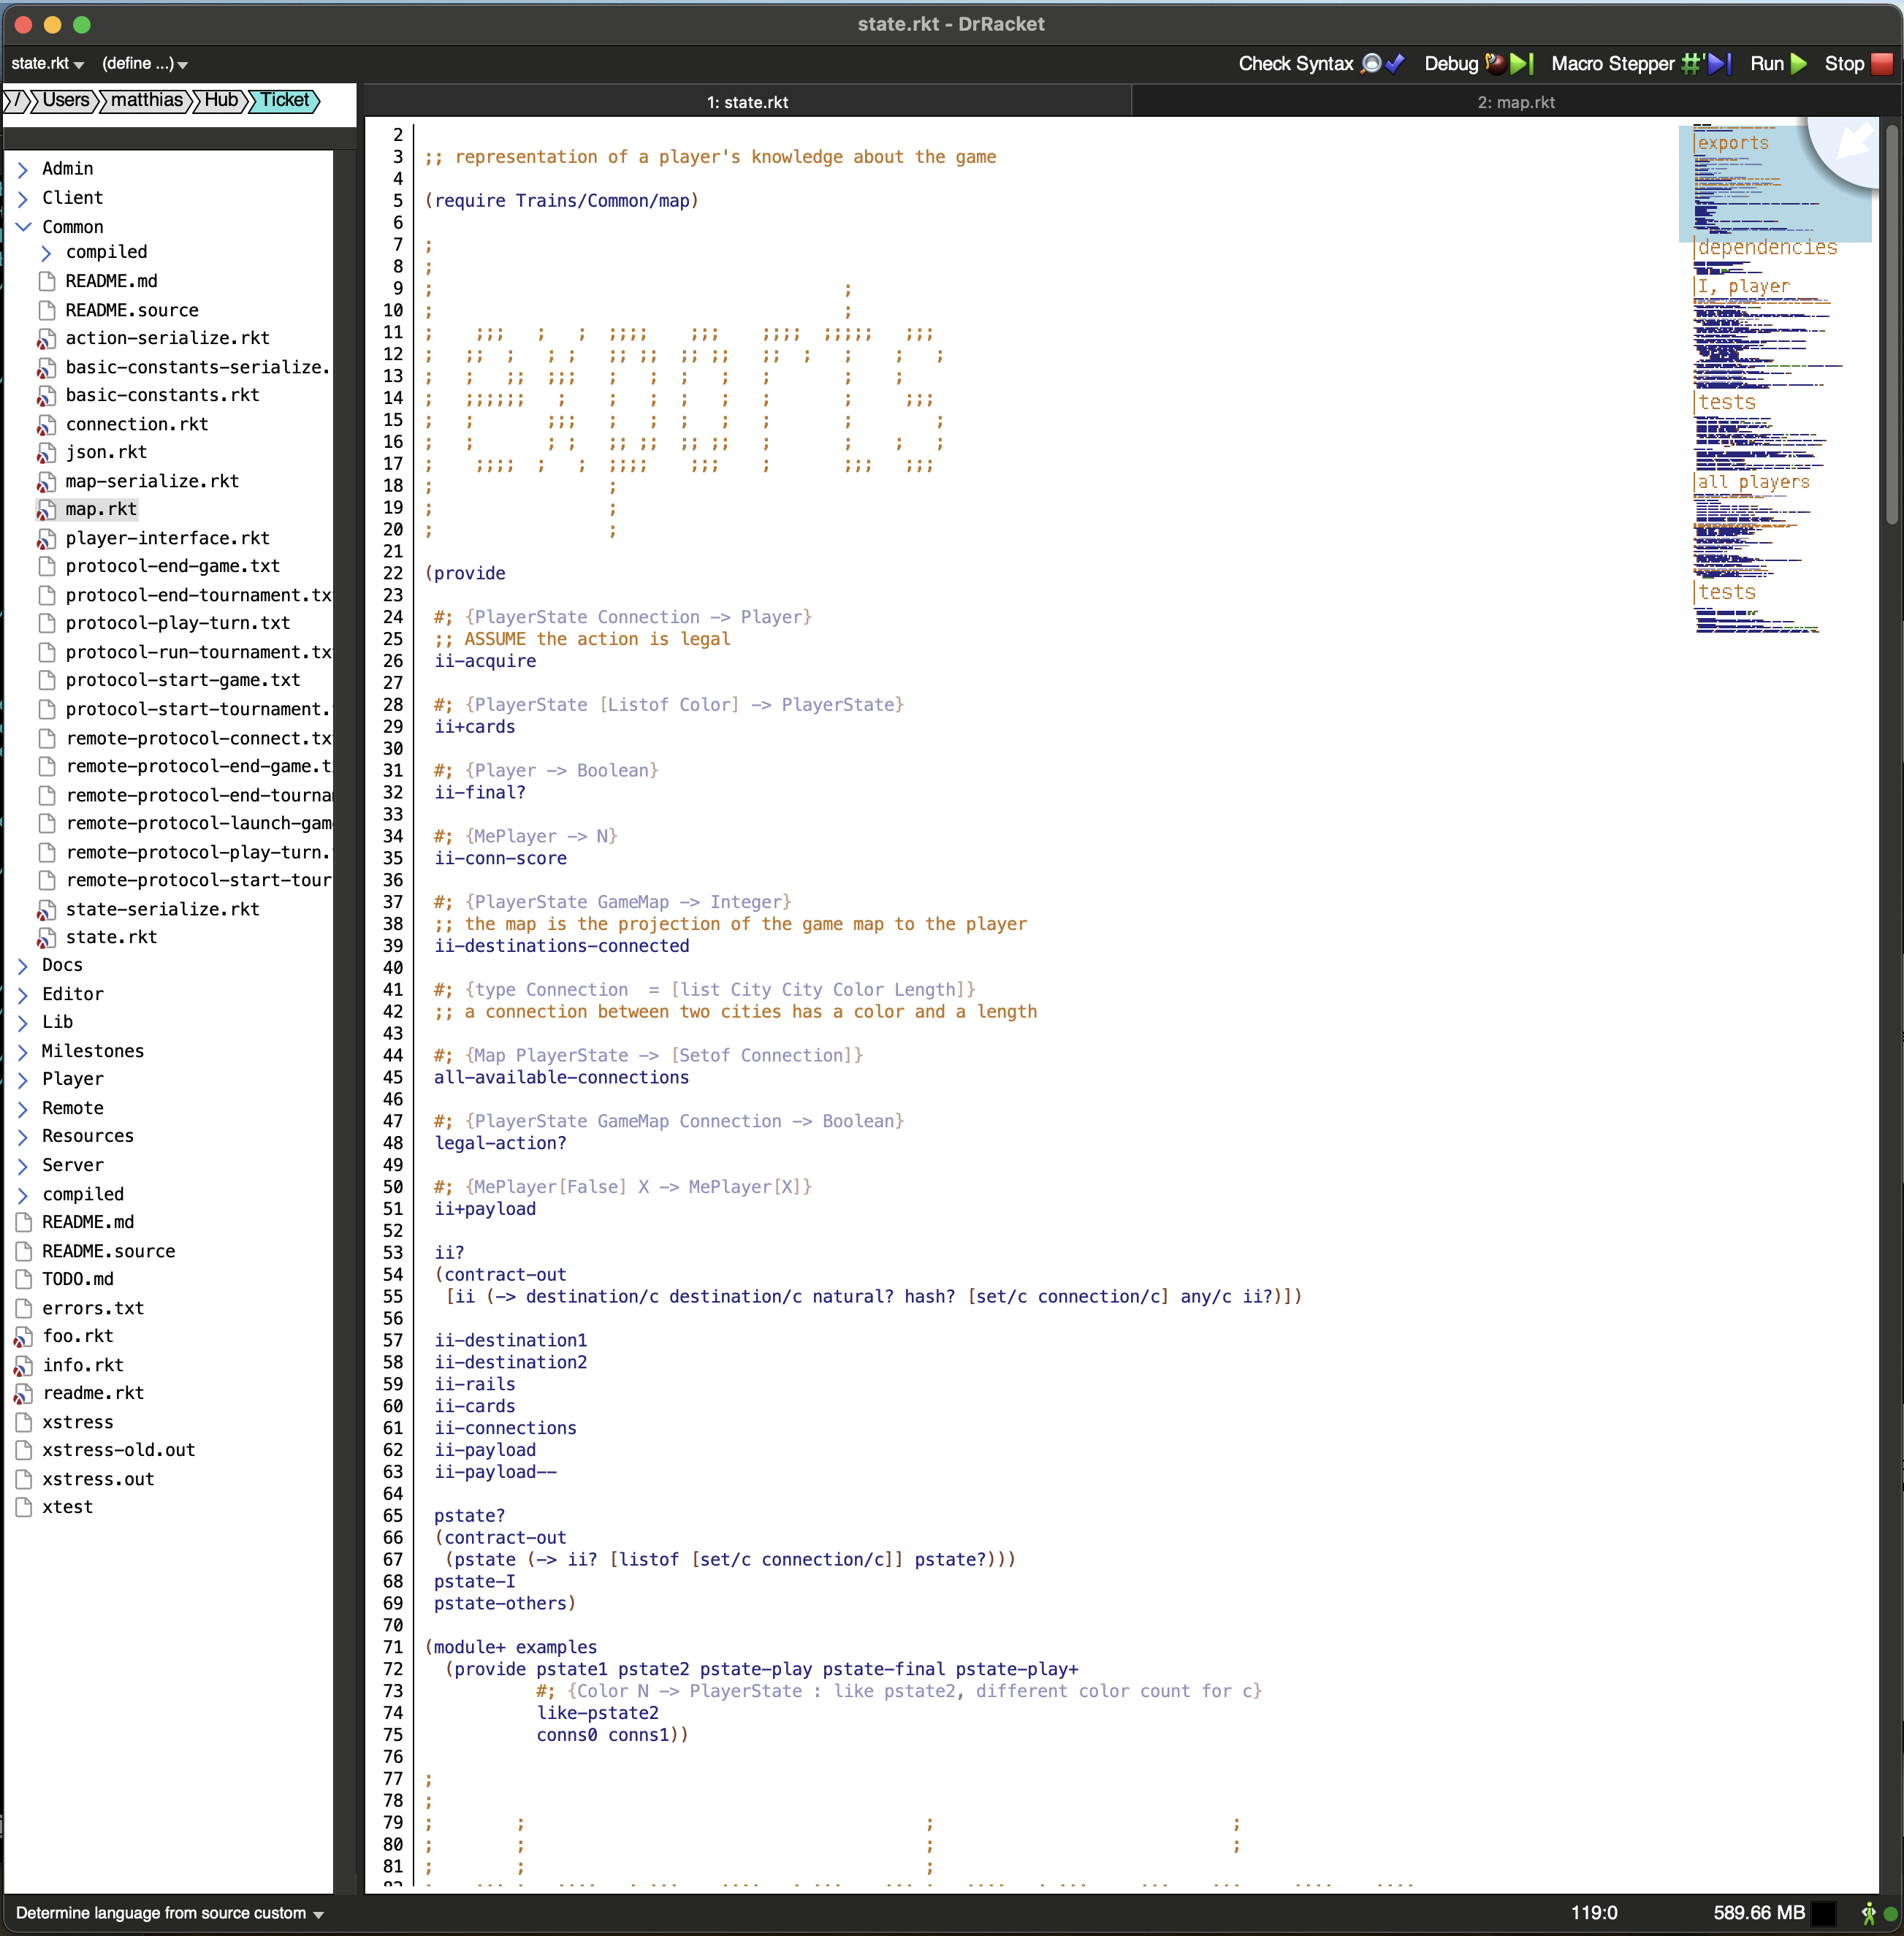 state.rkt - DrRacket
state.rkt (define ...) Check Syntax Debug Macro Stepper Run Stop
/ Users matthias Hub Ticket
1: state.rkt 2: map.rkt
Admin
Client
Common
compiled
README.md
README.source
action-serialize.rkt
basic-constants-serialize.
basic-constants.rkt
connection.rkt
json.rkt
map-serialize.rkt
map.rkt
player-interface.rkt
protocol-end-game.txt
protocol-end-tournament.tx
protocol-play-turn.txt
protocol-run-tournament.tx
protocol-start-game.txt
protocol-start-tournament.
remote-protocol-connect.tx
remote-protocol-end-game.t
remote-protocol-end-tourna
remote-protocol-launch-gam
remote-protocol-play-turn.
remote-protocol-start-tour
state-serialize.rkt
state.rkt
Docs
Editor
Lib
Milestones
Player
Remote
Resources
Server
compiled
README.md
README.source
TODO.md
errors.txt
foo.rkt
info.rkt
readme.rkt
xstress
xstress-old.out
xstress.out
xtest
2
3 ;; representation of a player's knowledge about the game
4
5 (require Trains/Common/map)
6
7 ;
8 ;
9 ; ;
10 ; ;
11 ; ;;; ; ; ;;;; ;;; ;;;; ;;;;; ;;;
12 ; ;; ; ; ; ;; ;; ;; ;; ;; ; ; ; ;
13 ; ; ;; ;;; ; ; ; ; ; ; ;
14 ; ;;;;;; ; ; ; ; ; ; ; ;;;
15 ; ; ;;; ; ; ; ; ; ; ;
16 ; ; ; ; ;; ;; ;; ;; ; ; ; ;
17 ; ;;;; ; ; ;;;; ;;; ; ;;; ;;;
18 ; ;
19 ; ;
20 ; ;
21
22 (provide
23
24 #; {PlayerState Connection -> Player}
25 ;; ASSUME the action is legal
26 ii-acquire
27
28 #; {PlayerState [Listof Color] -> PlayerState}
29 ii+cards
30
31 #; {Player -> Boolean}
32 ii-final?
33
34 #; {MePlayer -> N}
35 ii-conn-score
36
37 #; {PlayerState GameMap -> Integer}
38 ;; the map is the projection of the game map to the player
39 ii-destinations-connected
40
41 #; {type Connection = [list City City Color Length]}
42 ;; a connection between two cities has a color and a length
43
44 #; {Map PlayerState -> [Setof Connection]}
45 all-available-connections
46
47 #; {PlayerState GameMap Connection -> Boolean}
48 legal-action?
49
50 #; {MePlayer[False] X -> MePlayer[X]}
51 ii+payload
52
53 ii?
54 (contract-out
55 [ii (-> destination/c destination/c natural? hash? [set/c connection/c] any/c ii?)])
56
57 ii-destination1
58 ii-destination2
59 ii-rails
60 ii-cards
61 ii-connections
62 ii-payload
63 ii-payload--
64
65 pstate?
66 (contract-out
67 (pstate (-> ii? [listof [set/c connection/c]] pstate?)))
68 pstate-I
69 pstate-others)
70
71 (module+ examples
72 (provide pstate1 pstate2 pstate-play pstate-final pstate-play+
73 #; {Color N -> PlayerState : like pstate2, different color count for c}
74 like-pstate2
75 conns0 conns1))
76
77 ;
78 ;
79 ; ; ; ;
80 ; ; ; ;
81 ; ; ;
exports
dependencies
I, player
tests
all players
tests
Determine language from source custom 119:0 589.66 MB